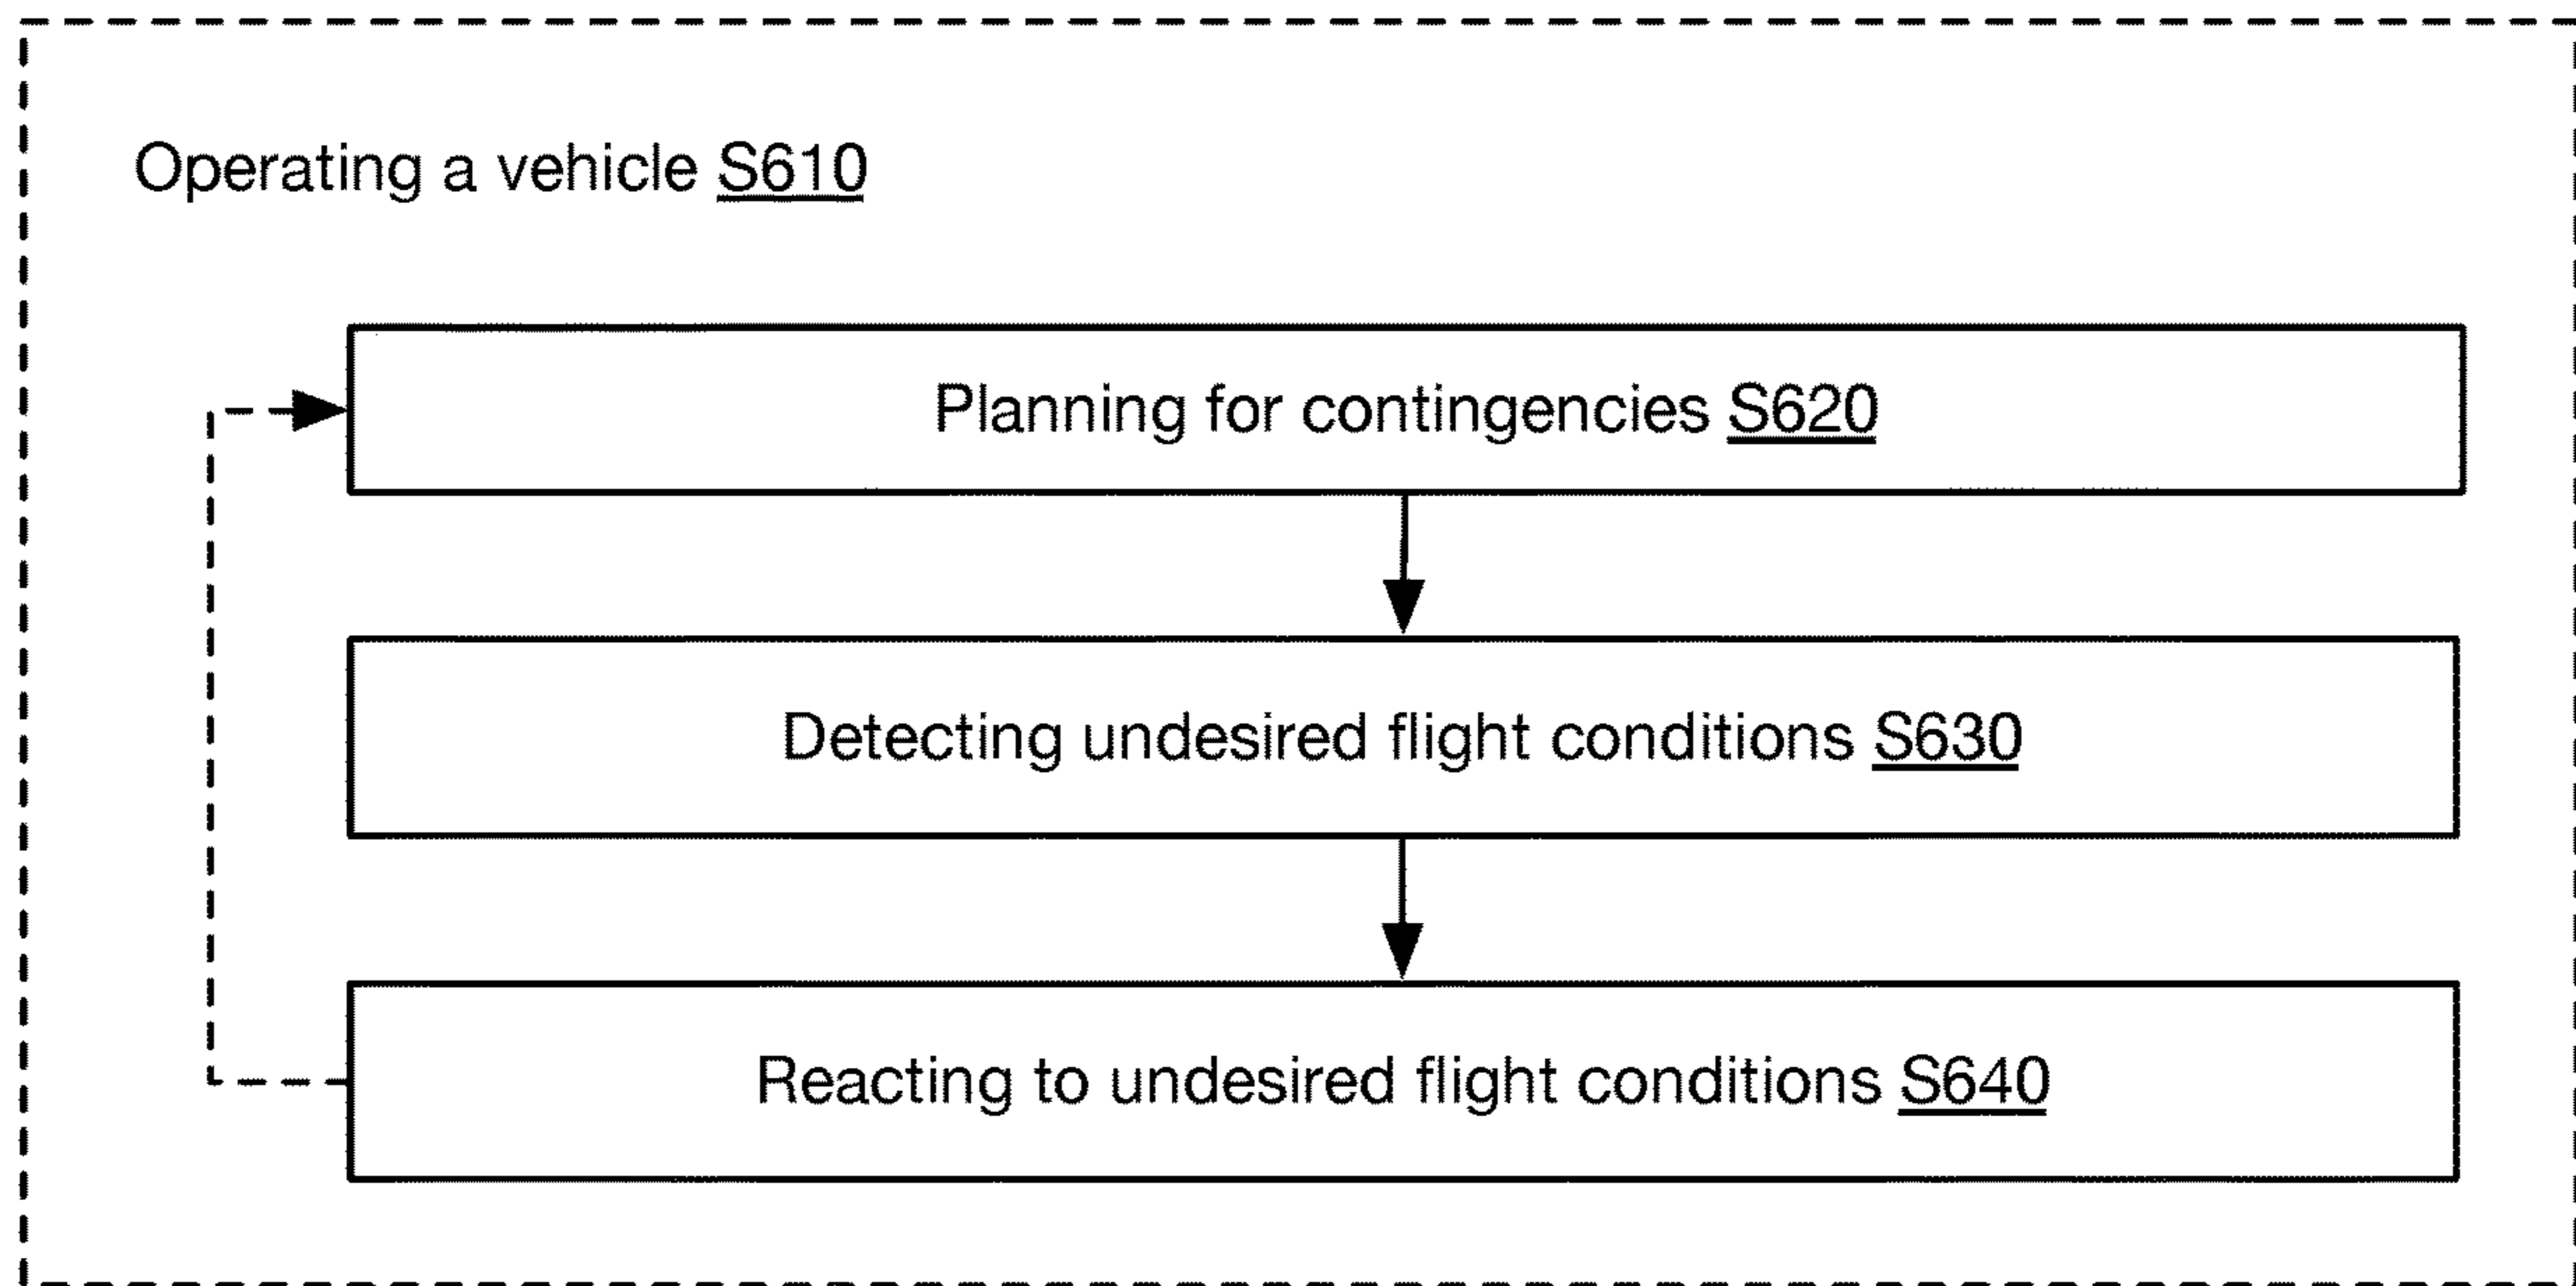 Operating a vehicle S610
Planning for contingencies S620
Detecting undesired flight conditions S630
Reacting to undesired flight conditions S640